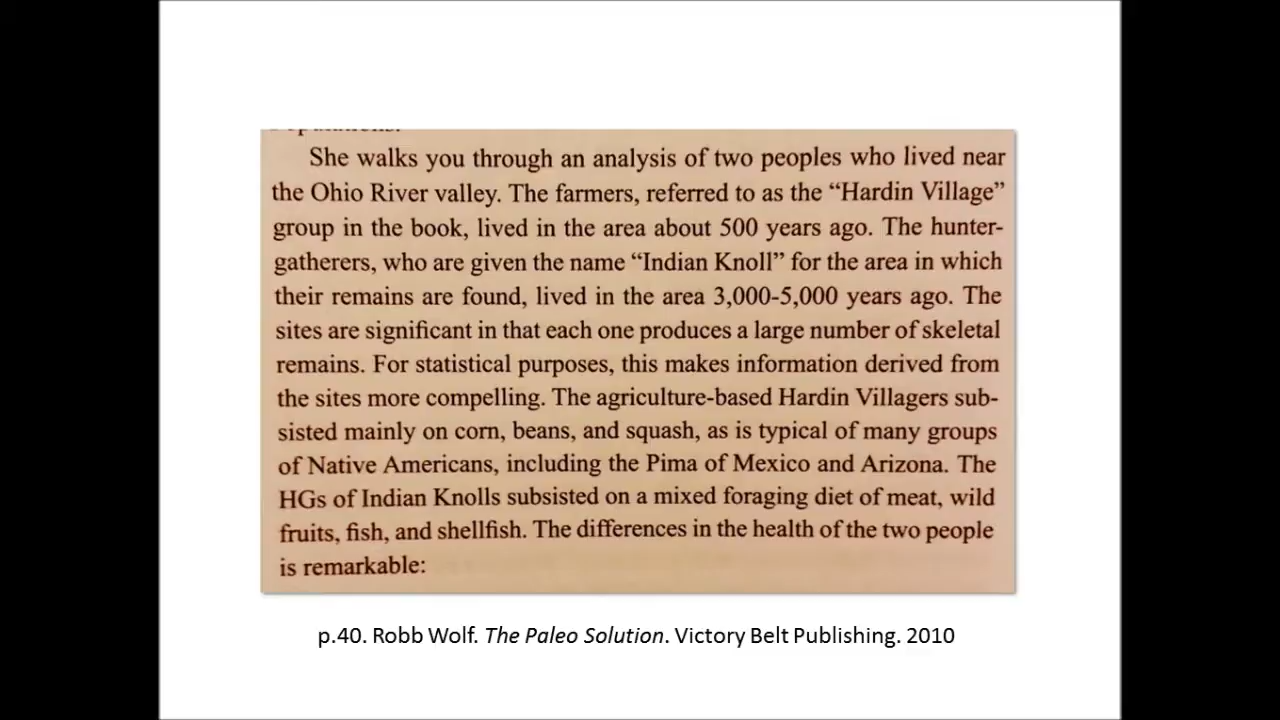 She walks you through an analysis of two peoples who lived near
the Ohio River valley. The farmers, referred to as the “Hardin Village”
group in the book, lived in the area about 500 years ago. The hunter-
gatherers, who are given the name “Indian Knoll” for the area in which
their remains are found, lived in the area 3,000-5,000 years ago. The
sites are significant in that each one produces a large number of skeletal
remains. For statistical purposes, this makes information derived from
the sites more compelling. The agriculture-based Hardin Villagers sub-
sisted mainly on corn, beans, and squash, as is typical of many groups
of Native Americans, including the Pima of Mexico and Arizona. The
HGs of Indian Knolls subsisted on a mixed foraging diet of meat, wild
fruits, fish, and shellfish. The differences in the health of the two people
is remarkable:
p.40. Robb Wolf. The Paleo Solution. Victory Belt Publishing. 2010